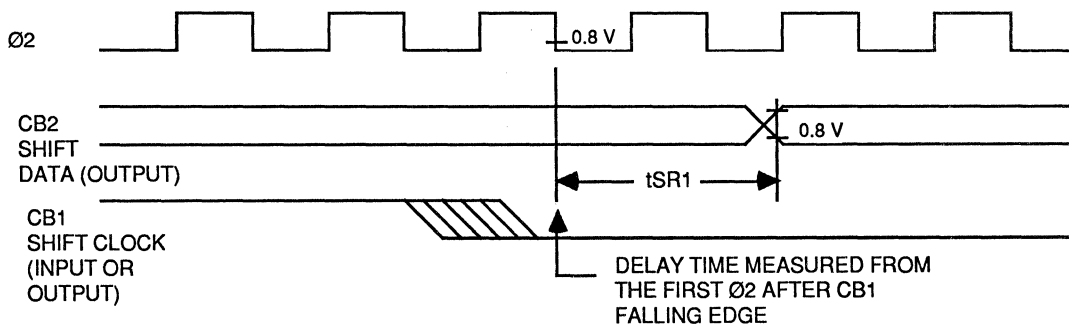 Ø2
0.8 V
CB2
SHIFT
DATA (OUTPUT)
0.8 V
tSR1
CB1
SHIFT CLOCK
(INPUT OR
OUTPUT)
DELAY TIME MEASURED FROM
THE FIRST Ø2 AFTER CB1
FALLING EDGE